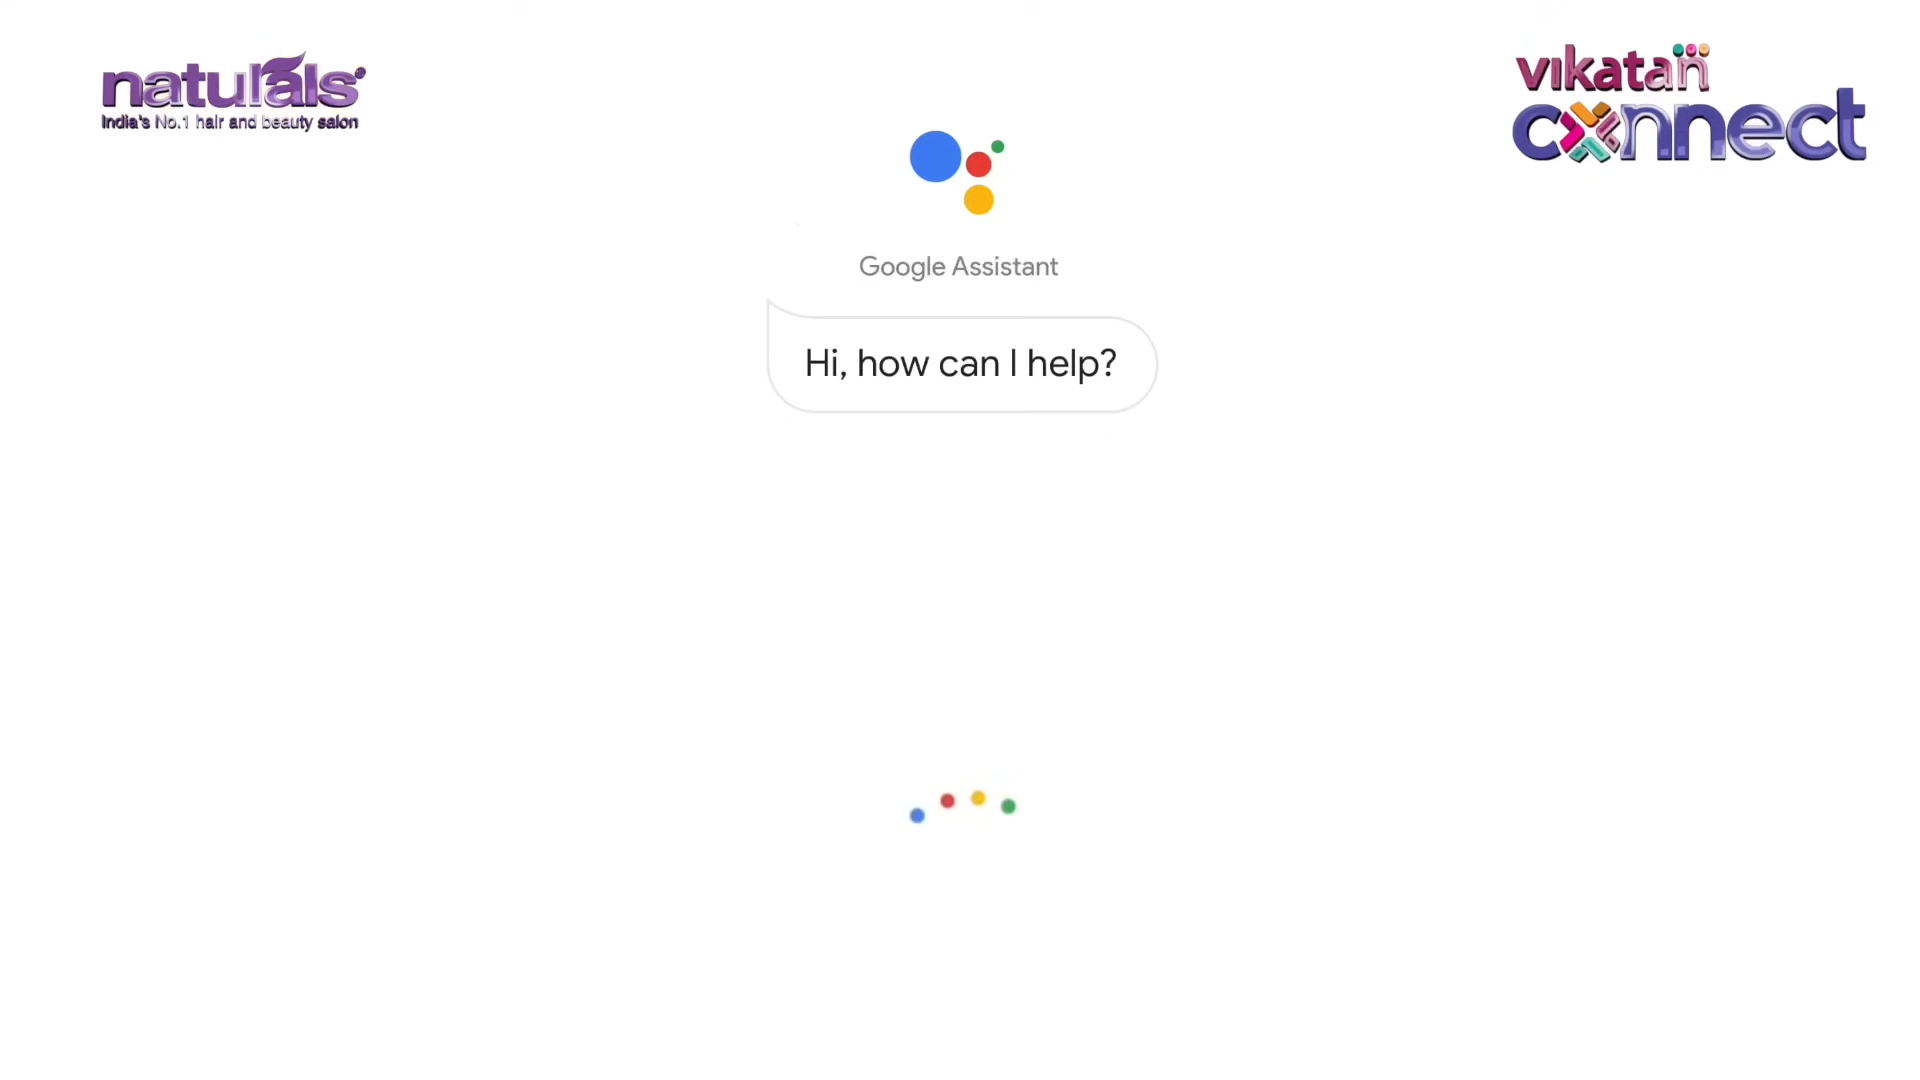 naturals
India's No.1 hair and beauty salon
vikatan
connect
Google Assistant
Hi, how can I help?